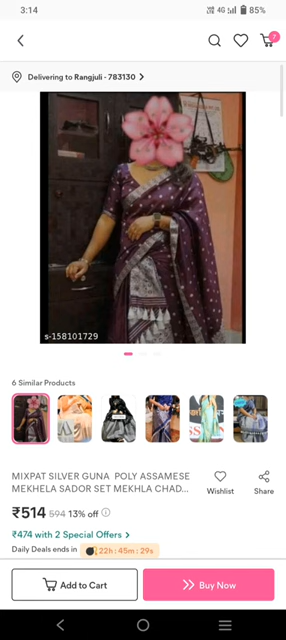 3:14
4G
85%
7
Delivering to Rangjuli - 783130
s-158101729
6 Similar Products
MIXPAT SILVER GUNA POLY ASSAMESE
MEKHELA SADOR SET MEKHLA CHAD...
Wishlist
Share
₹514 594 13% off
₹474 with 2 Special Offers
Daily Deals ends in 22h : 45m : 29s
Add to Cart
Buy Now